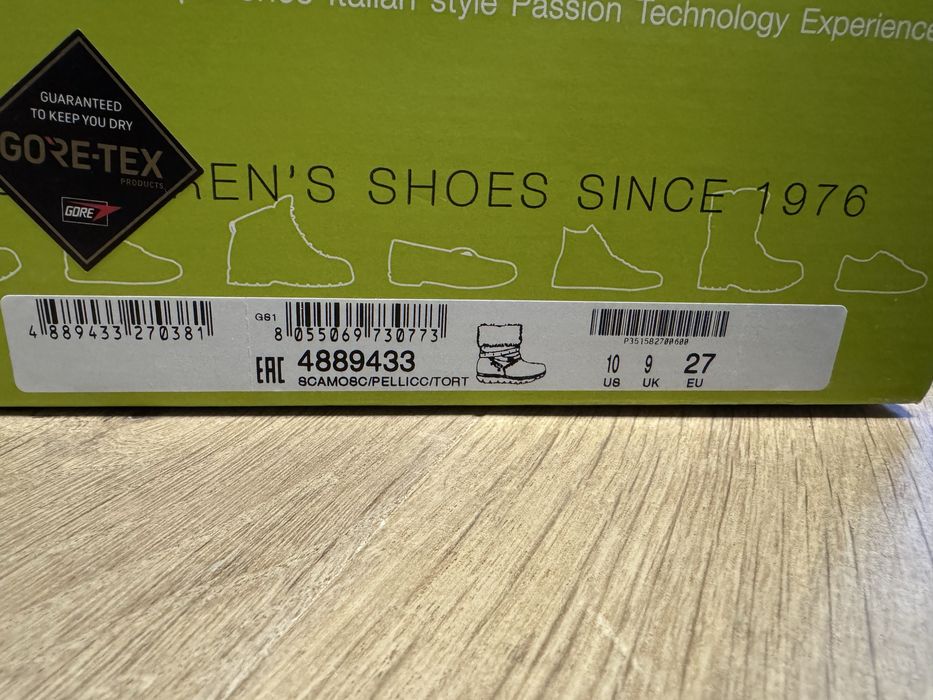 Italian style Passion Technology Experience
GUARANTEED
TO KEEP YOU DRY
GORE-TEX
PRODUCTS
GORE
REN'S SHOES SINCE 1976
4 889433 270381
GS1
8 055069 730773
P351582700600
EAC 4889433
SCAMOSC/PELLICC/TORT
10 9 27
US UK EU